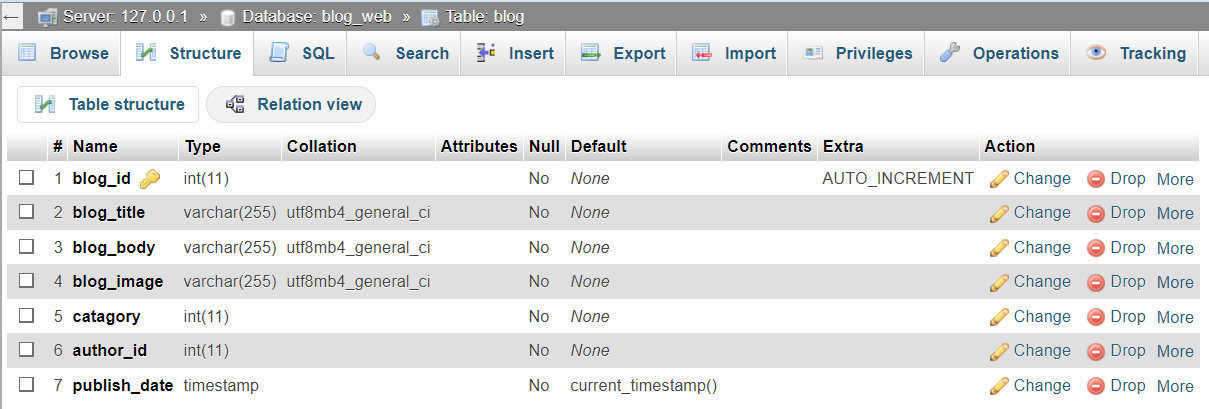 ← Server: 127.0.0.1 » Database: blog_web » Table: blog
Browse Structure SQL Search Insert Export Import Privileges Operations Tracking
Table structure Relation view
# Name Type Collation Attributes Null Default Comments Extra Action
1 blog_id int(11) No None AUTO_INCREMENT Change Drop More
2 blog_title varchar(255) utf8mb4_general_ci No None Change Drop More
3 blog_body varchar(255) utf8mb4_general_ci No None Change Drop More
4 blog_image varchar(255) utf8mb4_general_ci No None Change Drop More
5 catagory int(11) No None Change Drop More
6 author_id int(11) No None Change Drop More
7 publish_date timestamp No current_timestamp() Change Drop More